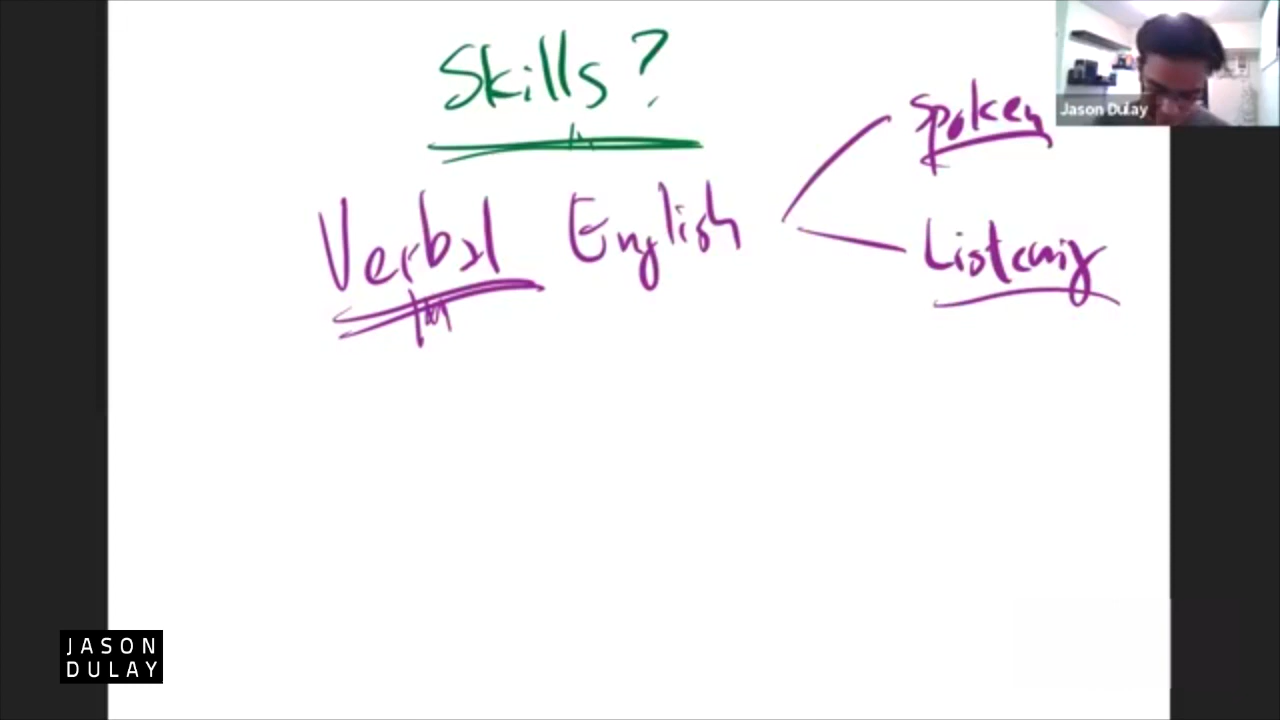 Skills?
Spoken
Jason Dulay
Verbal English
Listening
JASON
DULAY